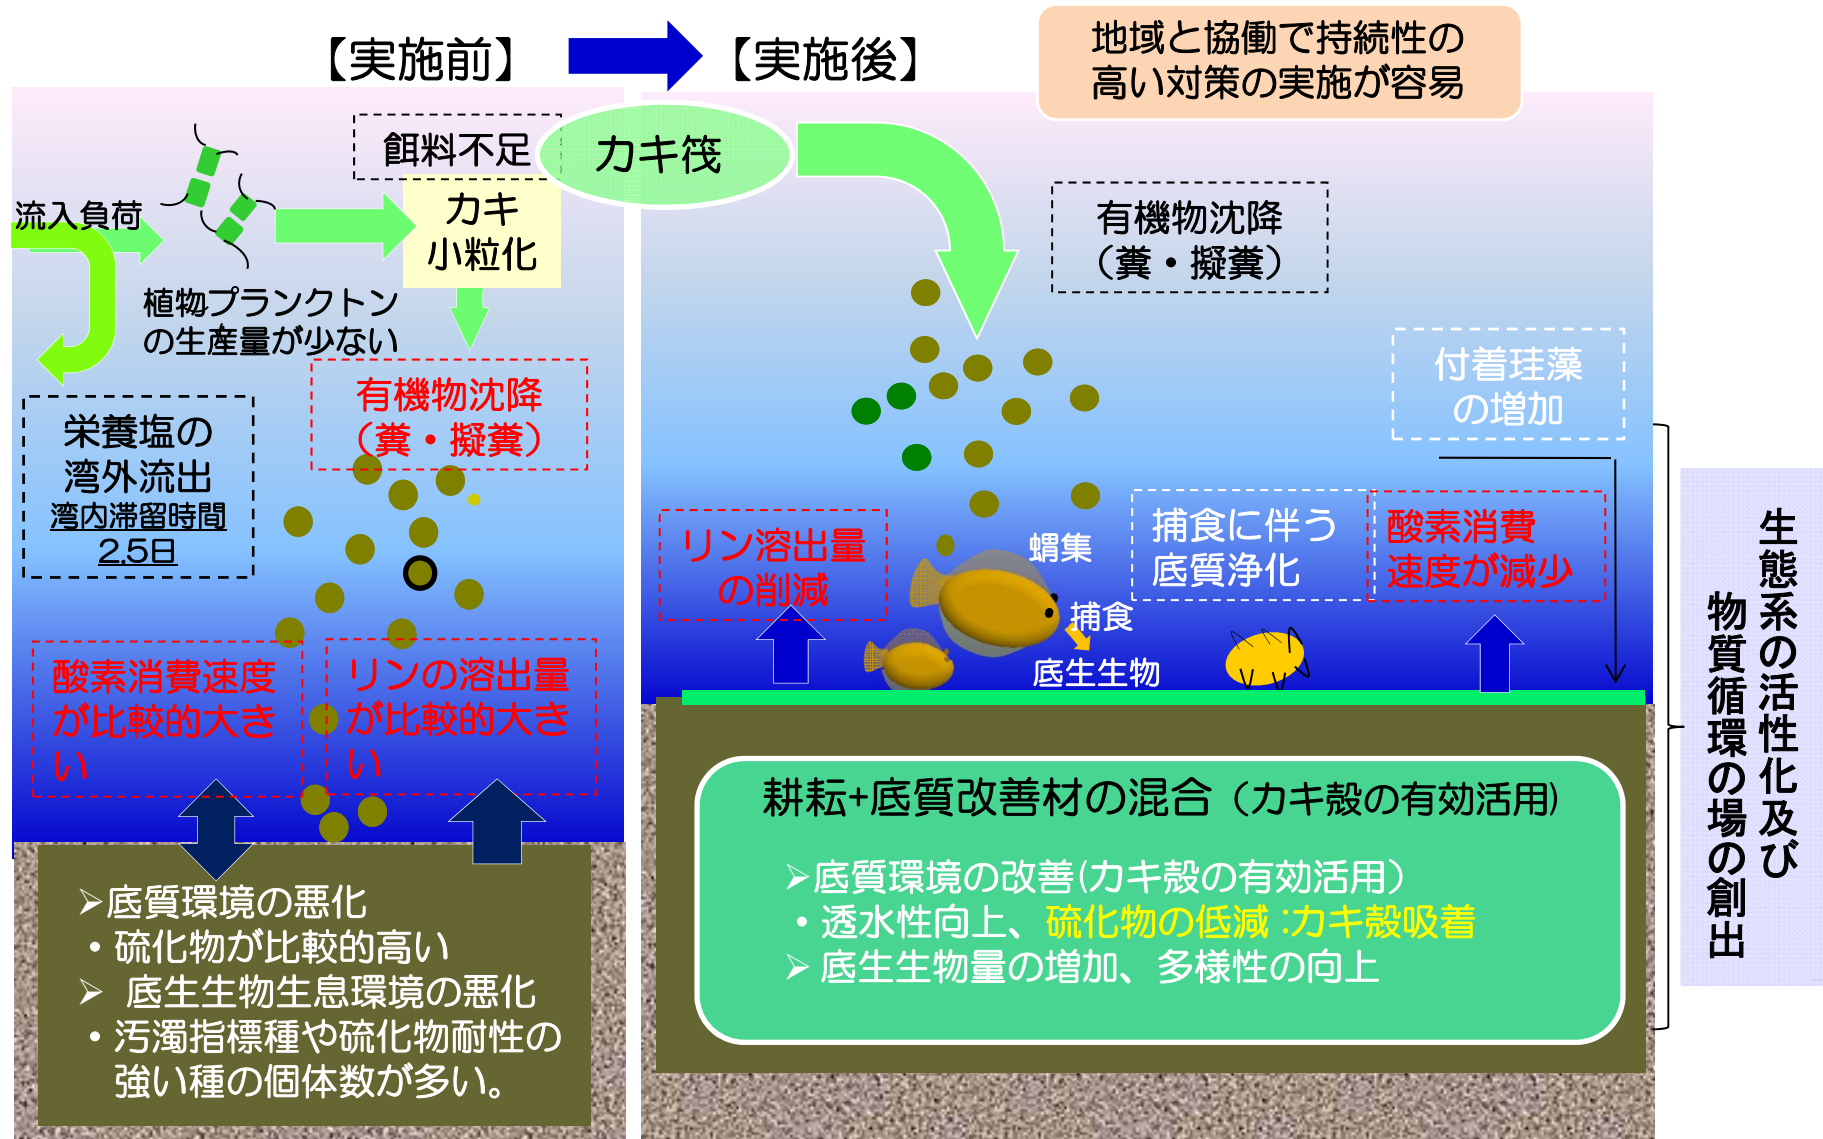 【実施前】
【実施後】
地域と協働で持続性の
高い対策の実施が容易
餌料不足
カキ筏
カキ
小粒化
流入負荷
植物プランクトン
の生産量が少ない
有機物沈降
（糞・擬糞）
栄養塩の
湾外流出
湾内滞留時間
2.5日
酸素消費速度
が比較的大き
い
リンの溶出量
が比較的大き
い
➢底質環境の悪化
・硫化物が比較的高い
➢ 底生生物生息環境の悪化
・汚濁指標種や硫化物耐性の
強い種の個体数が多い。
有機物沈降
（糞・擬糞）
付着珪藻
の増加
リン溶出量
の削減
蝟集
捕食
底生生物
捕食に伴う
底質浄化
酸素消費
速度が減少
耕耘+底質改善材の混合（カキ殻の有効活用)
➢底質環境の改善(カキ殻の有効活用）
・透水性向上、硫化物の低減：カキ殻吸着
➢ 底生生物量の増加、多様性の向上
生態系の活性化及び
物質循環の場の創出